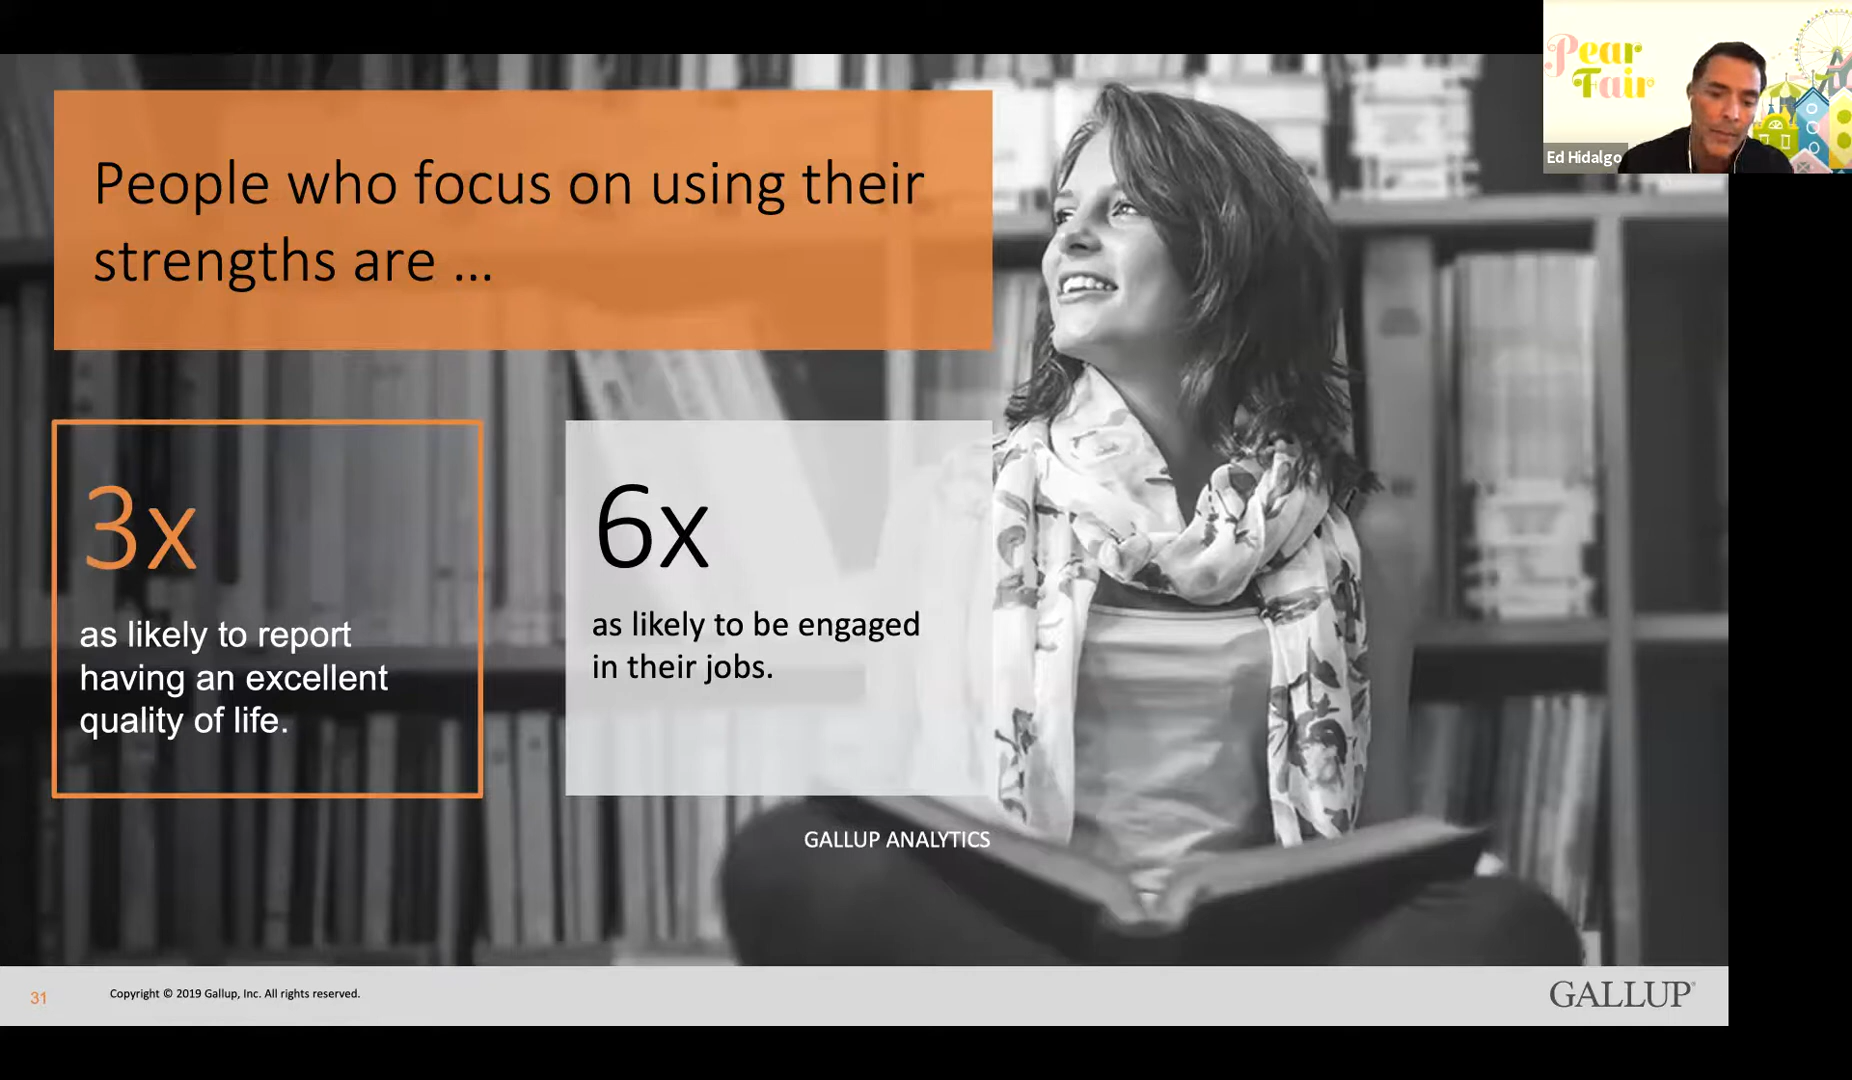 Pear
Fair
Ed Hidalgo
People who focus on using their
strengths are ...
3x
as likely to report
having an excellent
quality of life.
6x
as likely to be engaged
in their jobs.
GALLUP ANALYTICS
31
Copyright © 2019 Gallup, Inc. All rights reserved.
GALLUP®